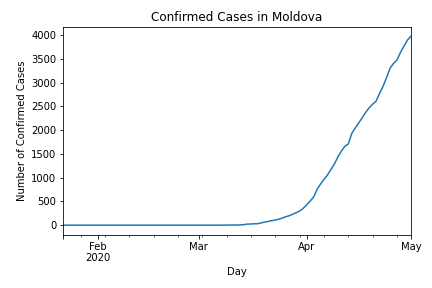 Confirmed Cases in Moldova
Number of Confirmed Cases
4000
3500
3000
2500
2000
1500
1000
500
0
Feb
2020
Mar
Apr
May
Day